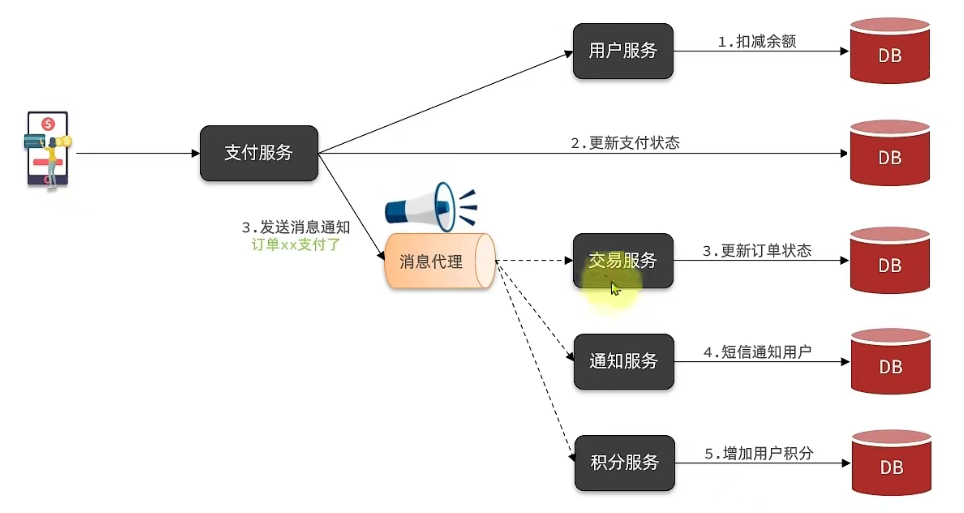 用户服务
1.扣减余额
DB
支付服务
2.更新支付状态
DB
3.发送消息通知
订单xx支付了
消息代理
交易服务
3.更新订单状态
DB
通知服务
4.短信通知用户
DB
积分服务
5.增加用户积分
DB
$